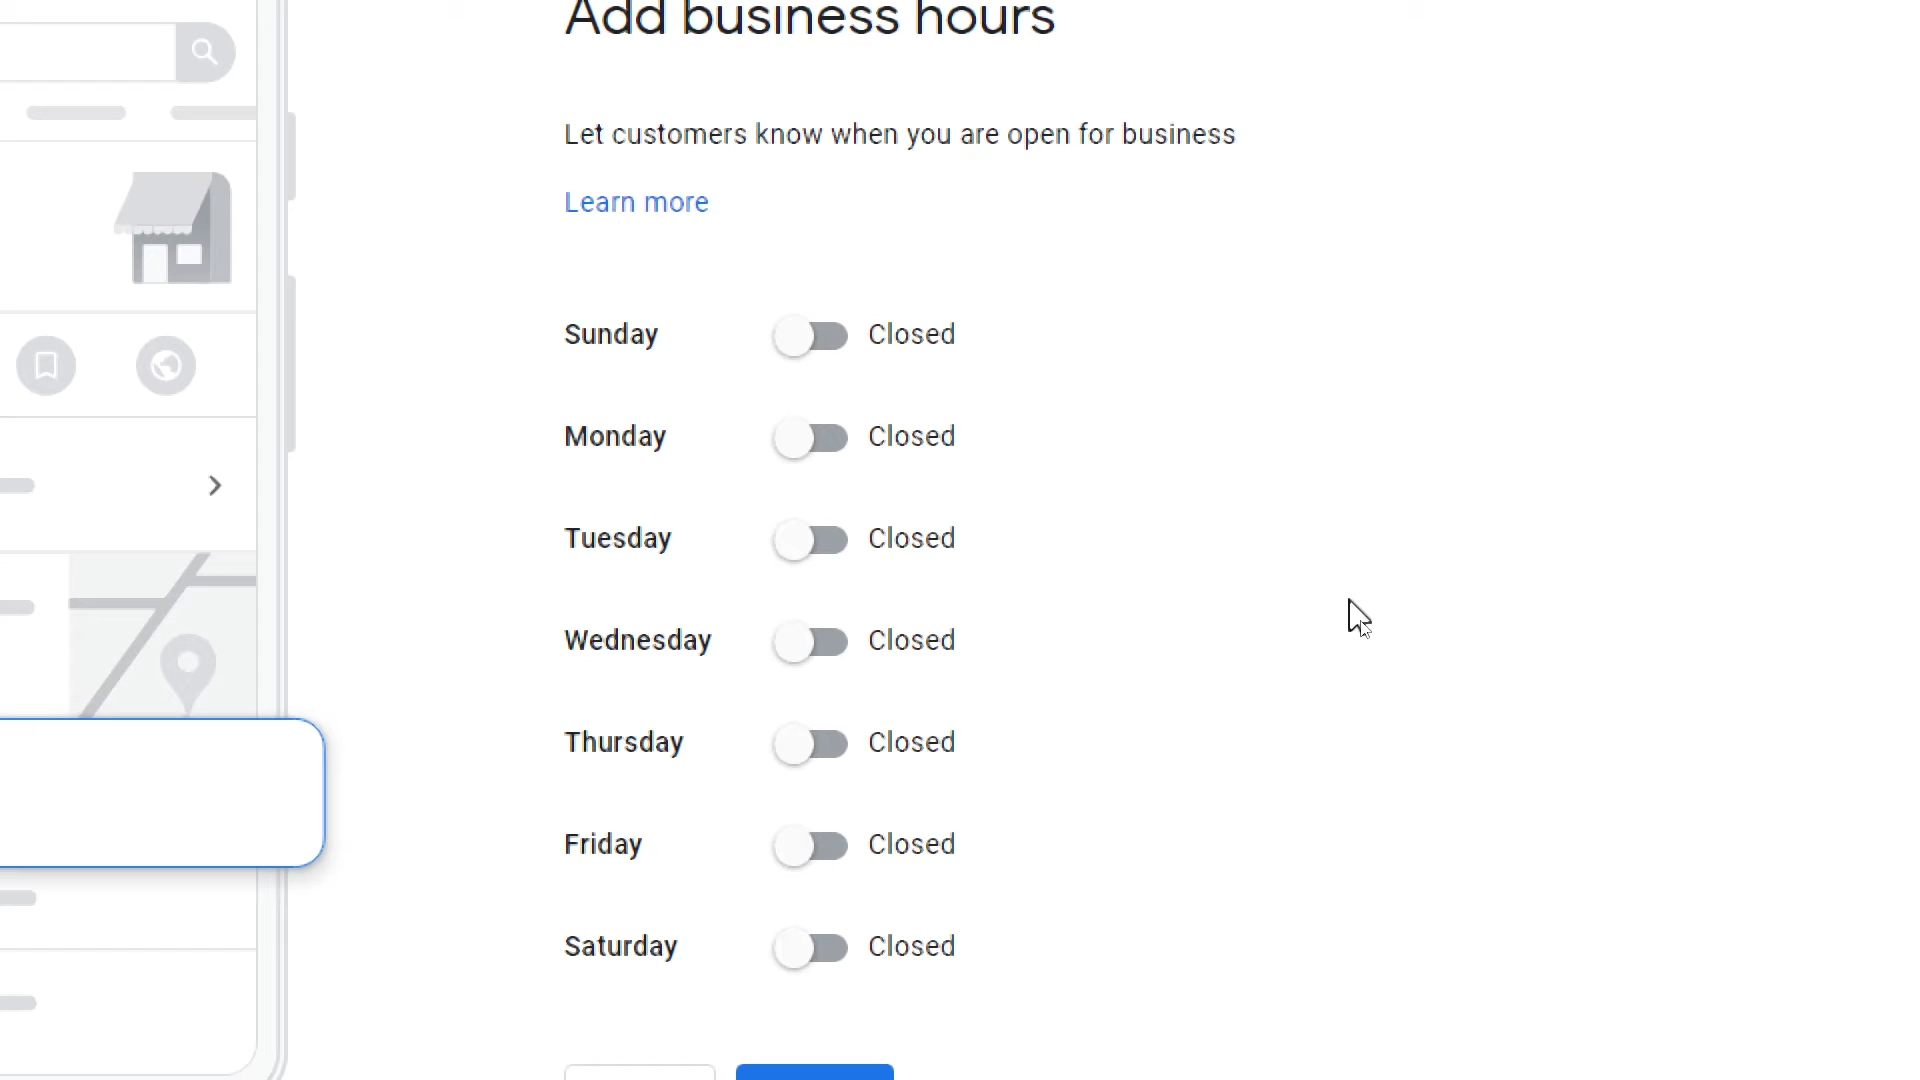 Add business hours
Let customers know when you are open for business
Learn more
Sunday Closed
Monday Closed
Tuesday Closed
Wednesday Closed
Thursday Closed
Friday Closed
Saturday Closed